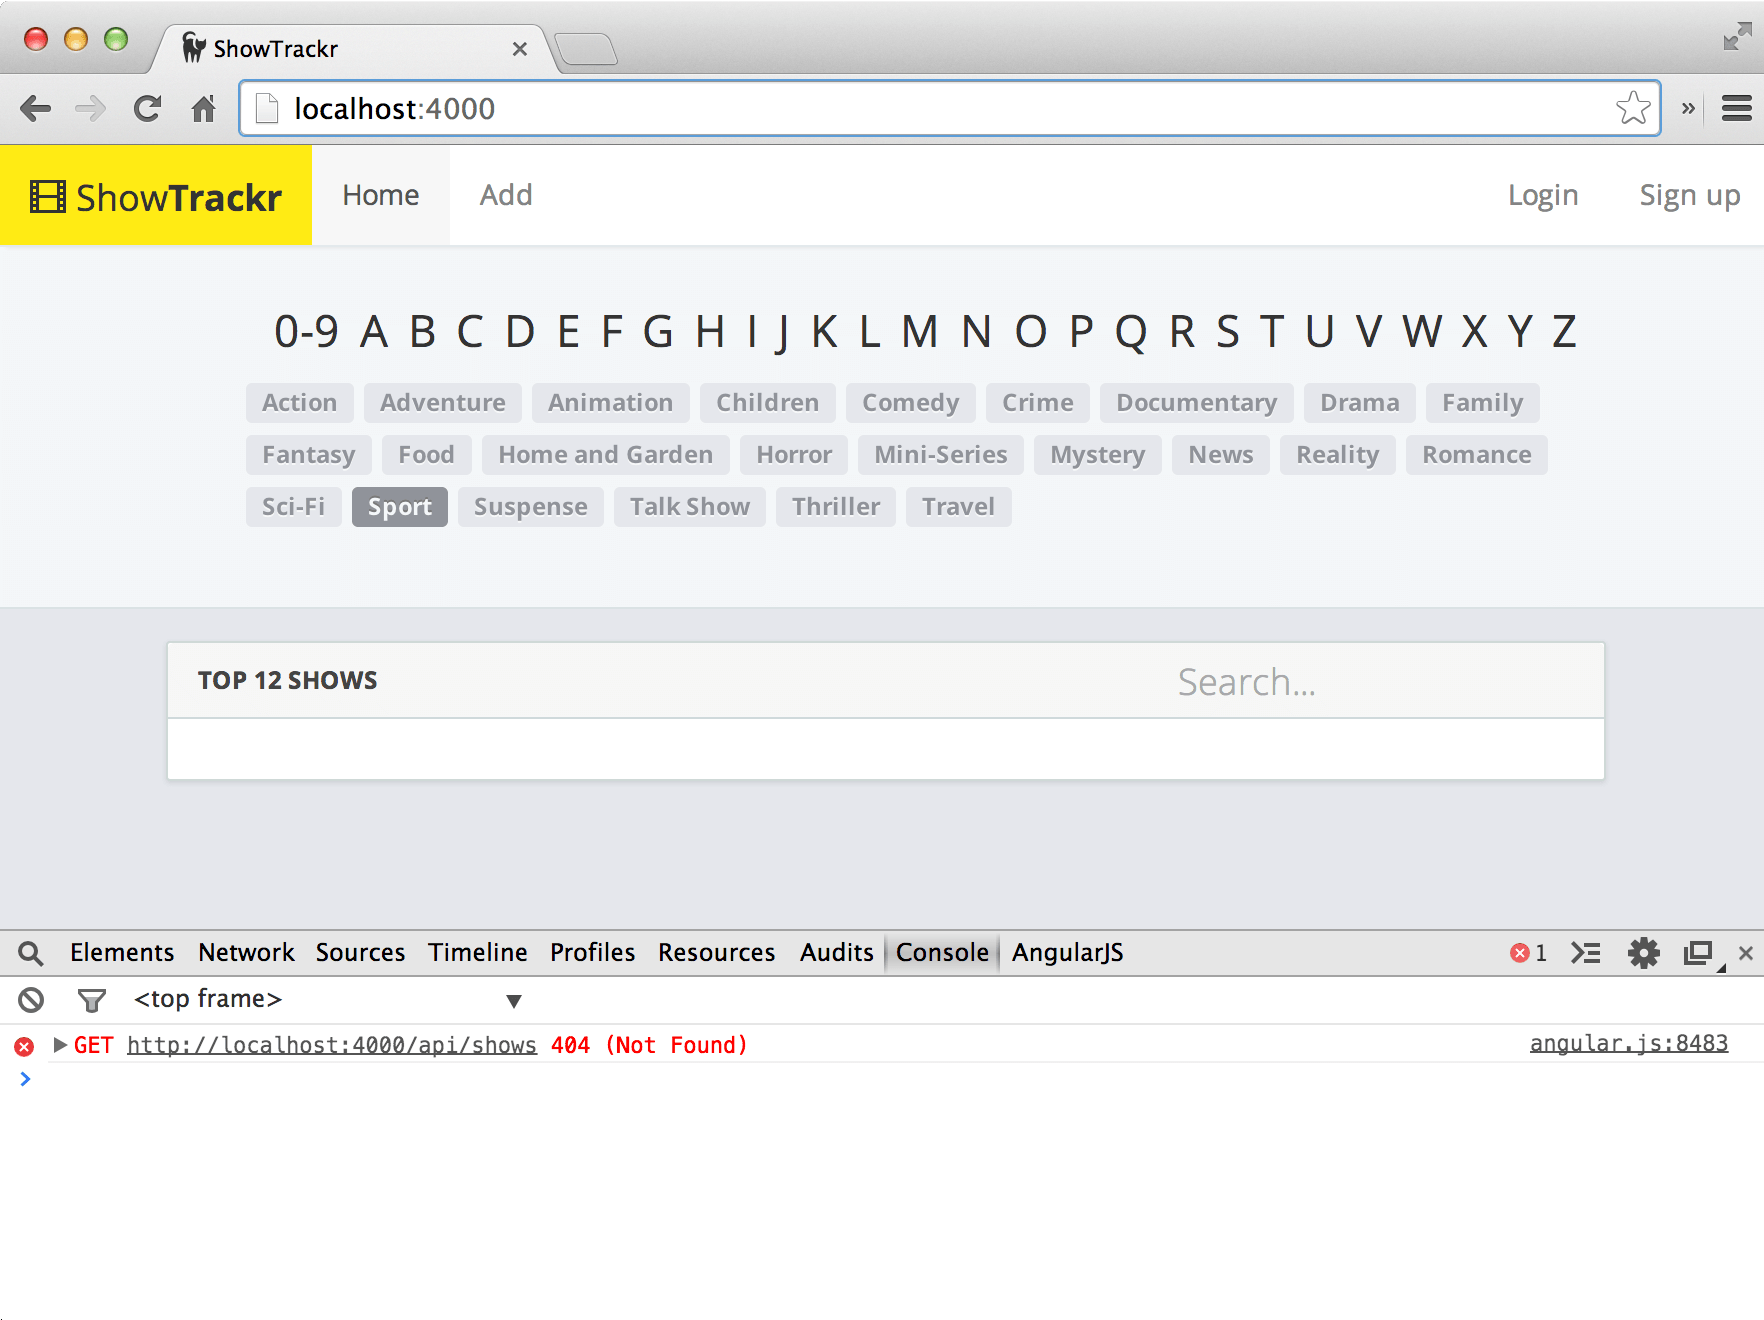 ShowTrackr
localhost:4000
ShowTrackr Home Add Login Sign up
0-9 A B C D E F G H I J K L M N O P Q R S T U V W X Y Z
Action Adventure Animation Children Comedy Crime Documentary Drama Family
Fantasy Food Home and Garden Horror Mini-Series Mystery News Reality Romance
Sci-Fi Sport Suspense Talk Show Thriller Travel
TOP 12 SHOWS Search...
Elements Network Sources Timeline Profiles Resources Audits Console AngularJS 1
<top frame>
GET http://localhost:4000/api/shows 404 (Not Found) angular.js:8483